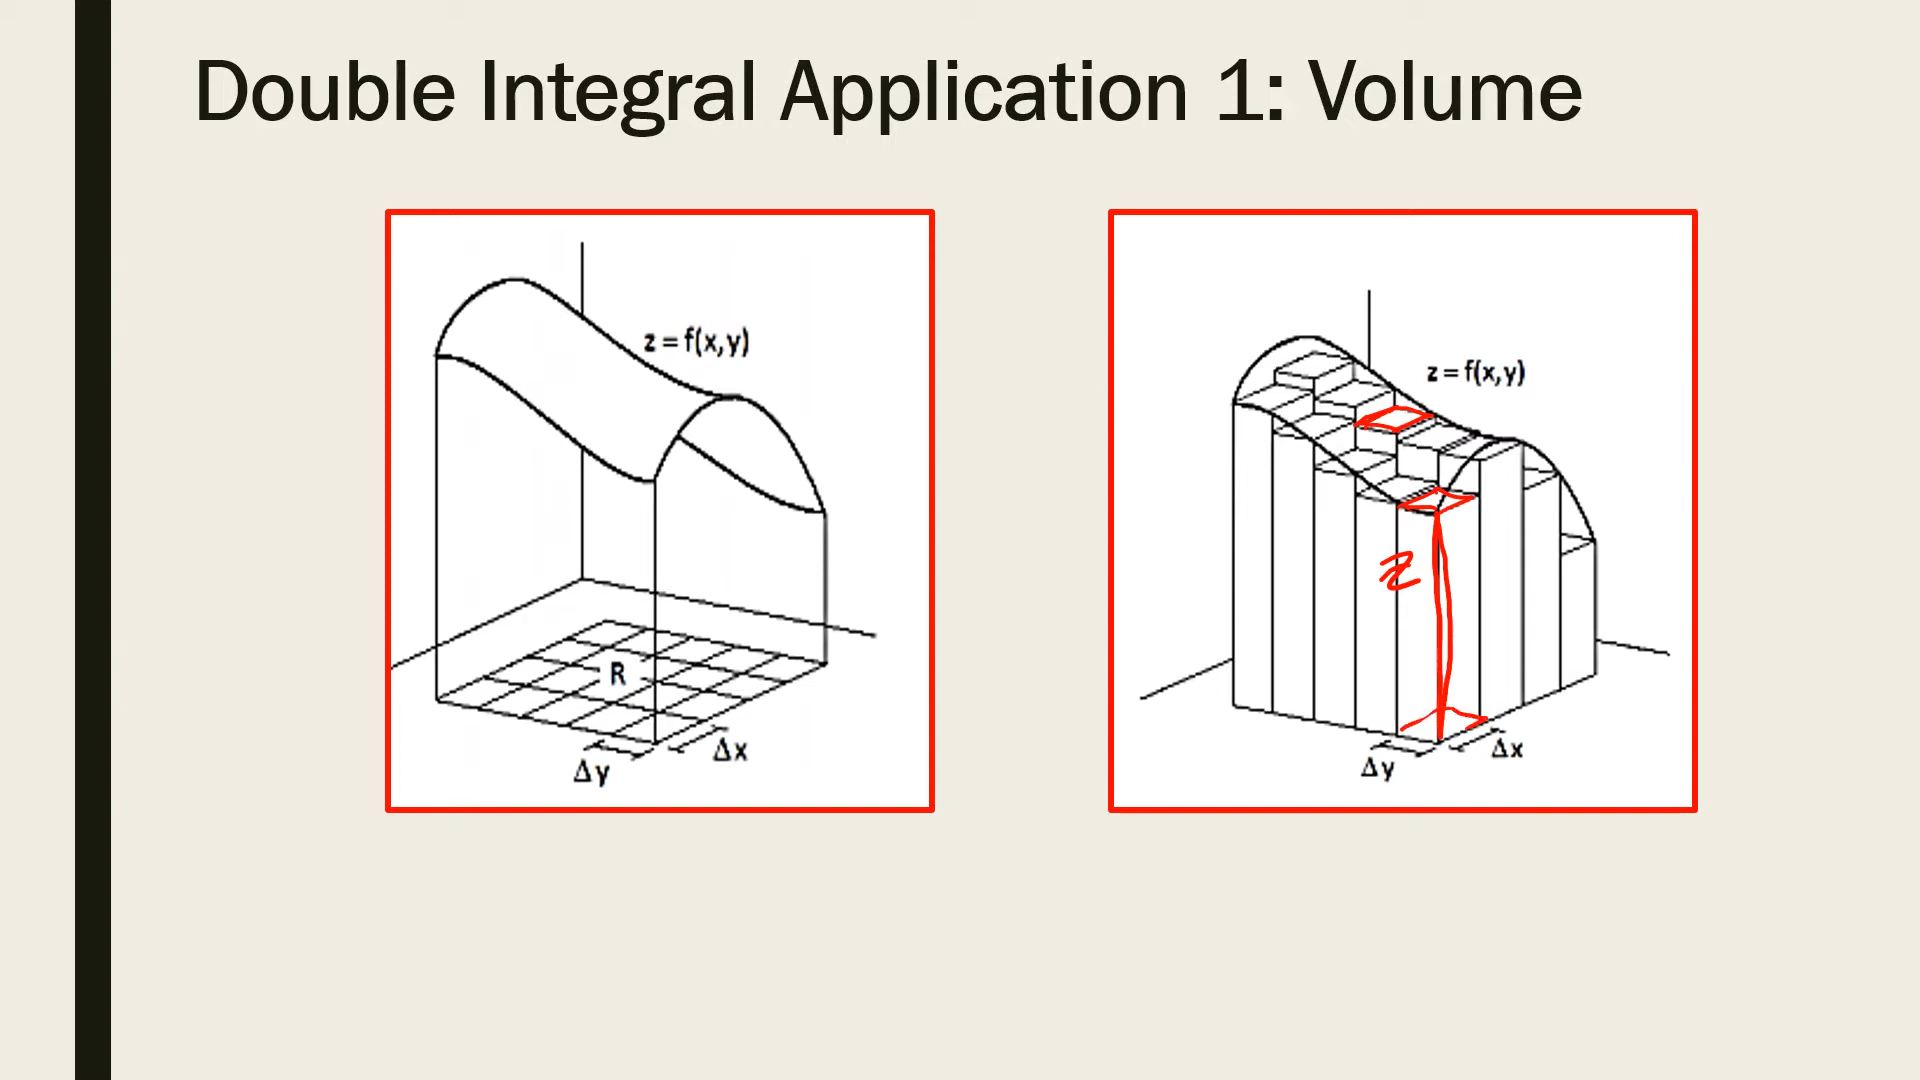 Double Integral Application 1: Volume
z = f(x,y)
R
Δx
Δy
z = f(x,y)
z
Δx
Δy